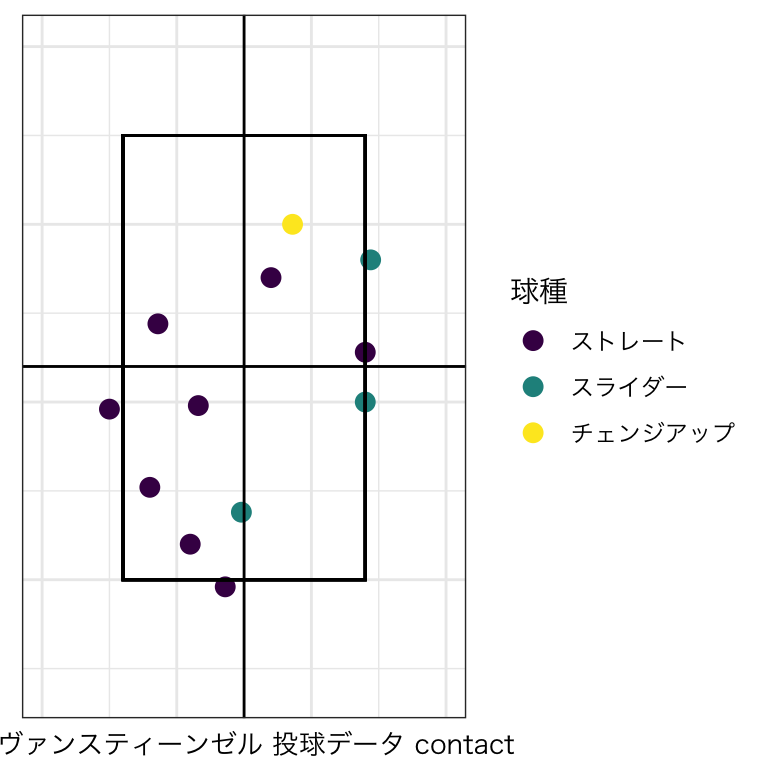 球種
ストレート
スライダー
チェンジアップ
ヴァンスティーンゼル 投球データ contact